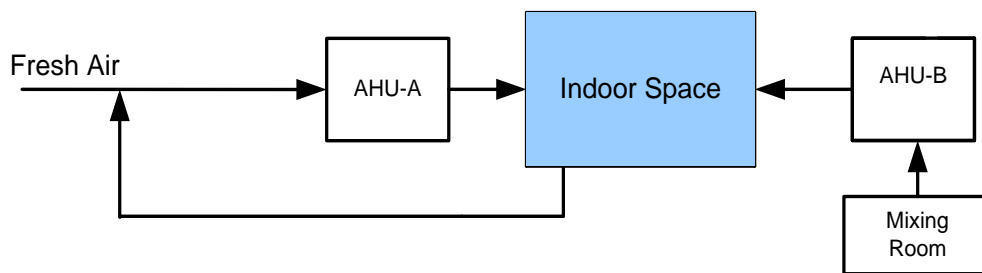 Fresh Air
AHU-A
Indoor Space
AHU-B
Mixing
Room